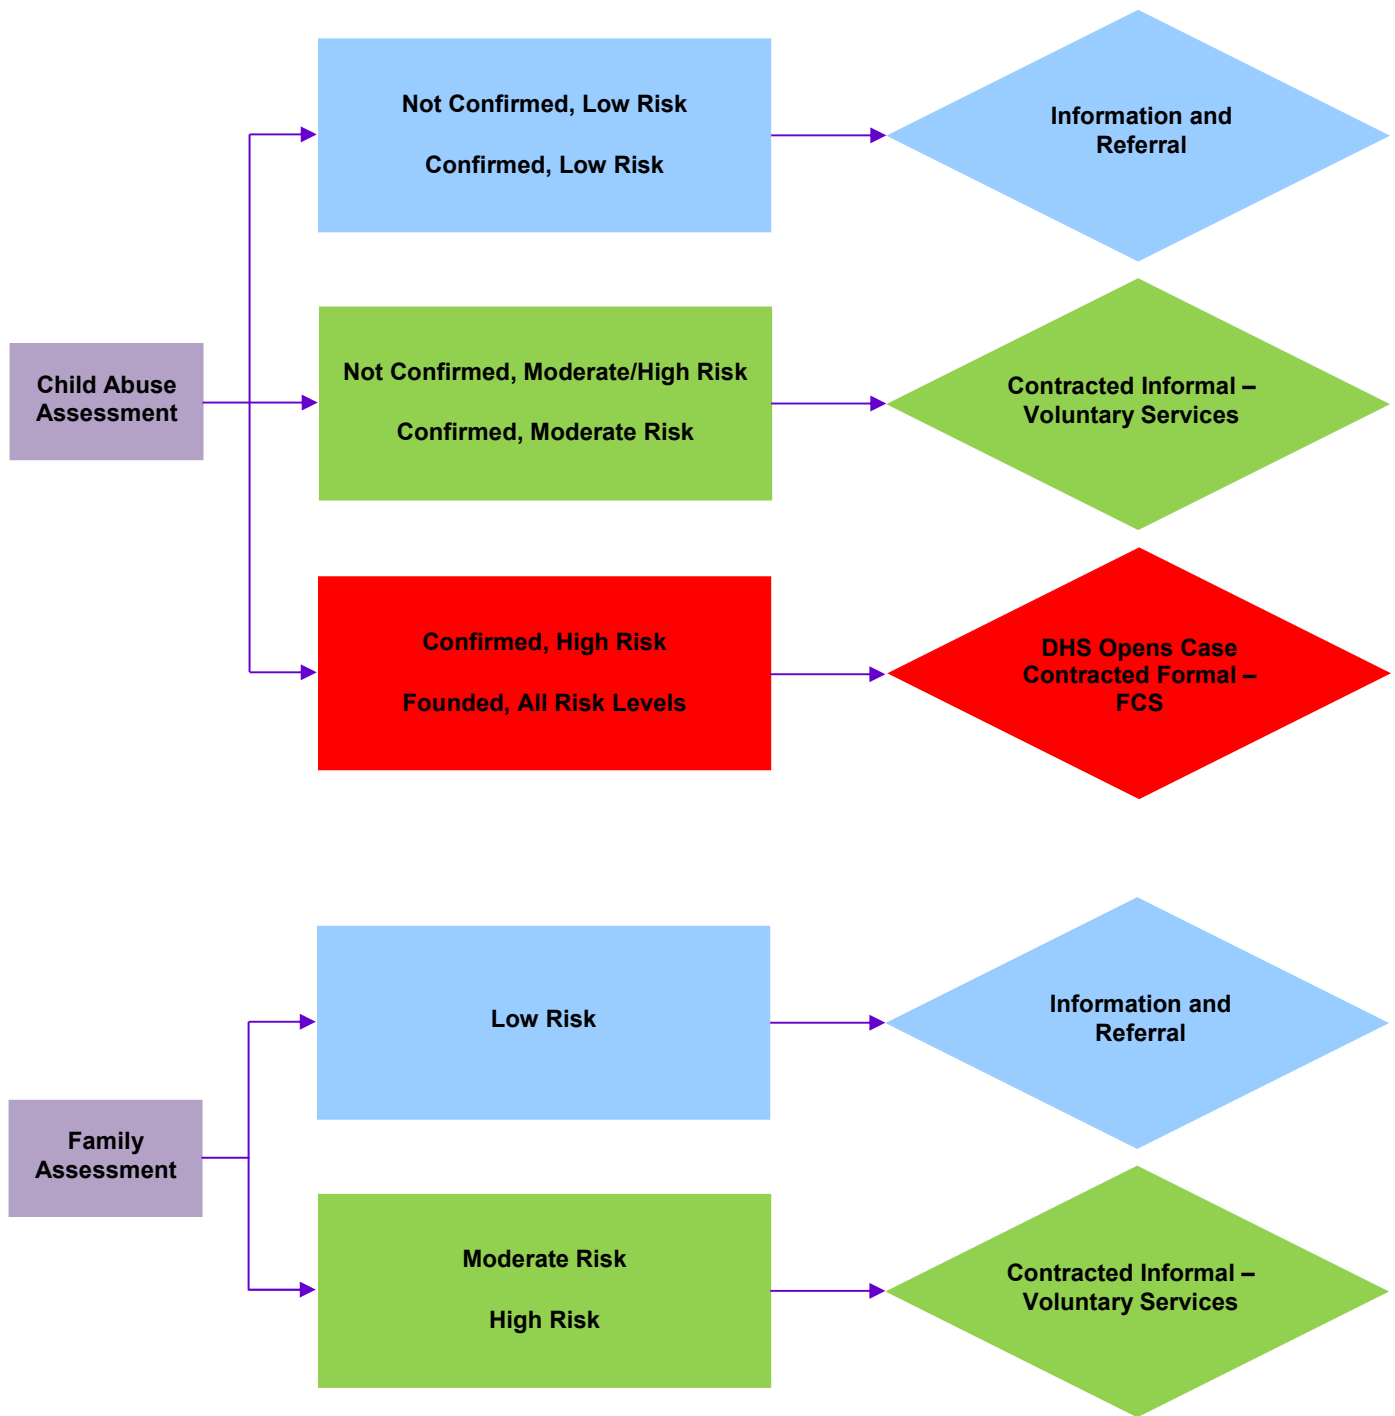 Not Confirmed, Low Risk
Confirmed, Low Risk
Information and
Referral
Child Abuse
Assessment
Not Confirmed, Moderate/High Risk
Confirmed, Moderate Risk
Contracted Informal –
Voluntary Services
Confirmed, High Risk
Founded, All Risk Levels
DHS Opens Case
Contracted Formal –
FCS
Family
Assessment
Low Risk
Information and
Referral
Moderate Risk
High Risk
Contracted Informal –
Voluntary Services